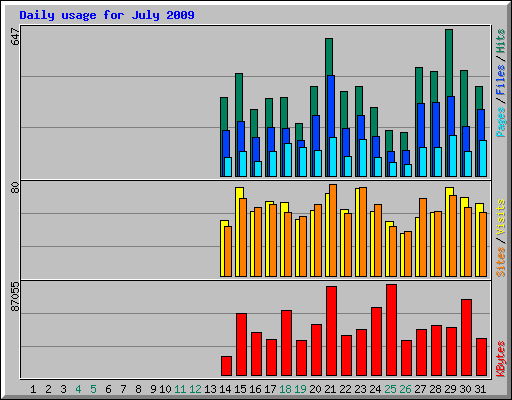 Daily usage for July 2009
647
Pages / Files / Hits
80
Sites / Visits
87055
KBytes
1 2 3 4 5 6 7 8 9 10 11 12 13 14 15 16 17 18 19 20 21 22 23 24 25 26 27 28 29 30 31